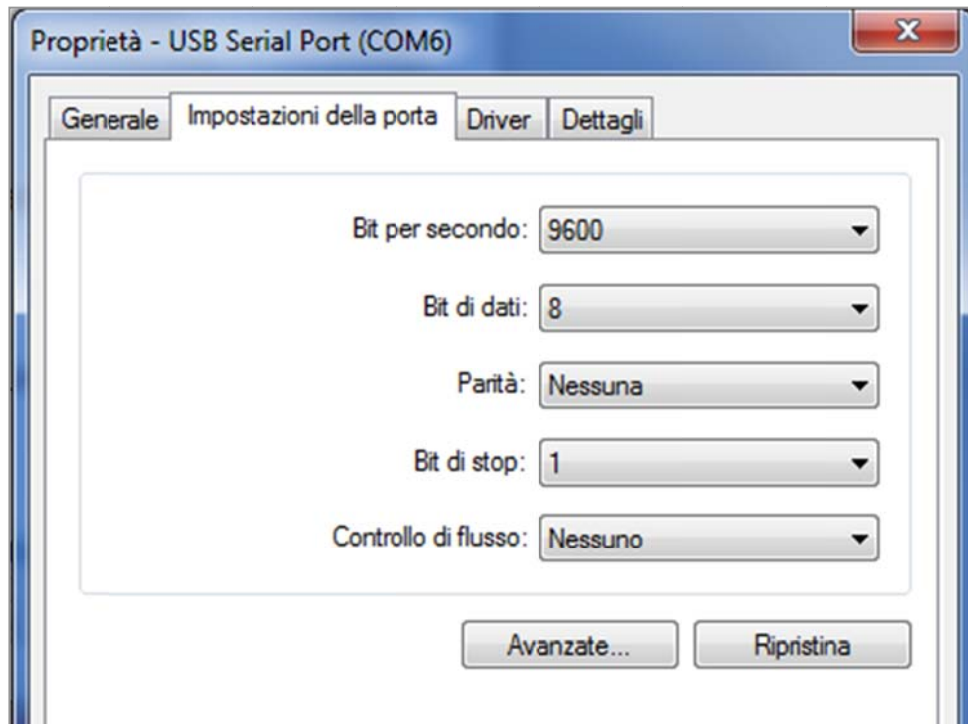 Proprietà - USB Serial Port (COM6)
Generale Impostazioni della porta Driver Dettagli
Bit per secondo: 9600
Bit di dati: 8
Parità: Nessuna
Bit di stop: 1
Controllo di flusso: Nessuno
Avanzate... Ripristina